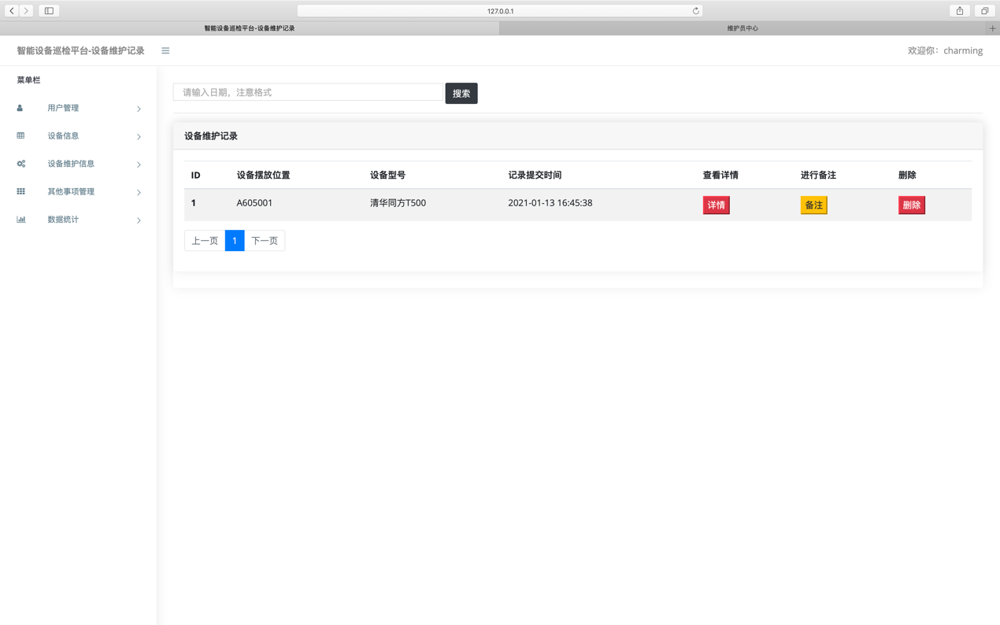 127.0.0.1
智能设备巡检平台-设备维护记录
维护员中心
智能设备巡检平台-设备维护记录
欢迎你：charming
菜单栏
用户管理
设备信息
设备维护信息
其他事项管理
数据统计
请输入日期，注意格式
搜索
设备维护记录
ID 设备摆放位置 设备型号 记录提交时间 查看详情 进行备注 删除
1 A605001 清华同方T500 2021-01-13 16:45:38 详情 备注 删除
上一页 1 下一页